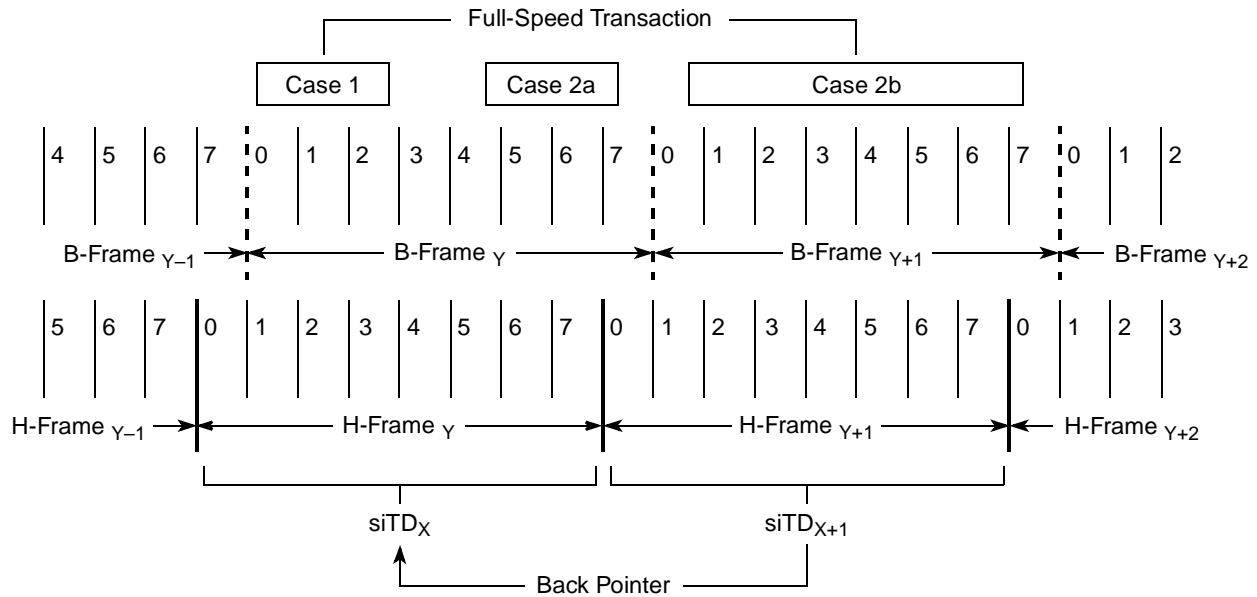 Full-Speed Transaction
Case 1 Case 2a Case 2b
4 5 6 7 0 1 2 3 4 5 6 7 0 1 2 3 4 5 6 7 0 1 2
B-Frame Y–1 B-Frame Y B-Frame Y+1 B-Frame Y+2
5 6 7 0 1 2 3 4 5 6 7 0 1 2 3 4 5 6 7 0 1 2 3
H-Frame Y–1 H-Frame Y H-Frame Y+1 H-Frame Y+2
siTDX siTDX+1
Back Pointer